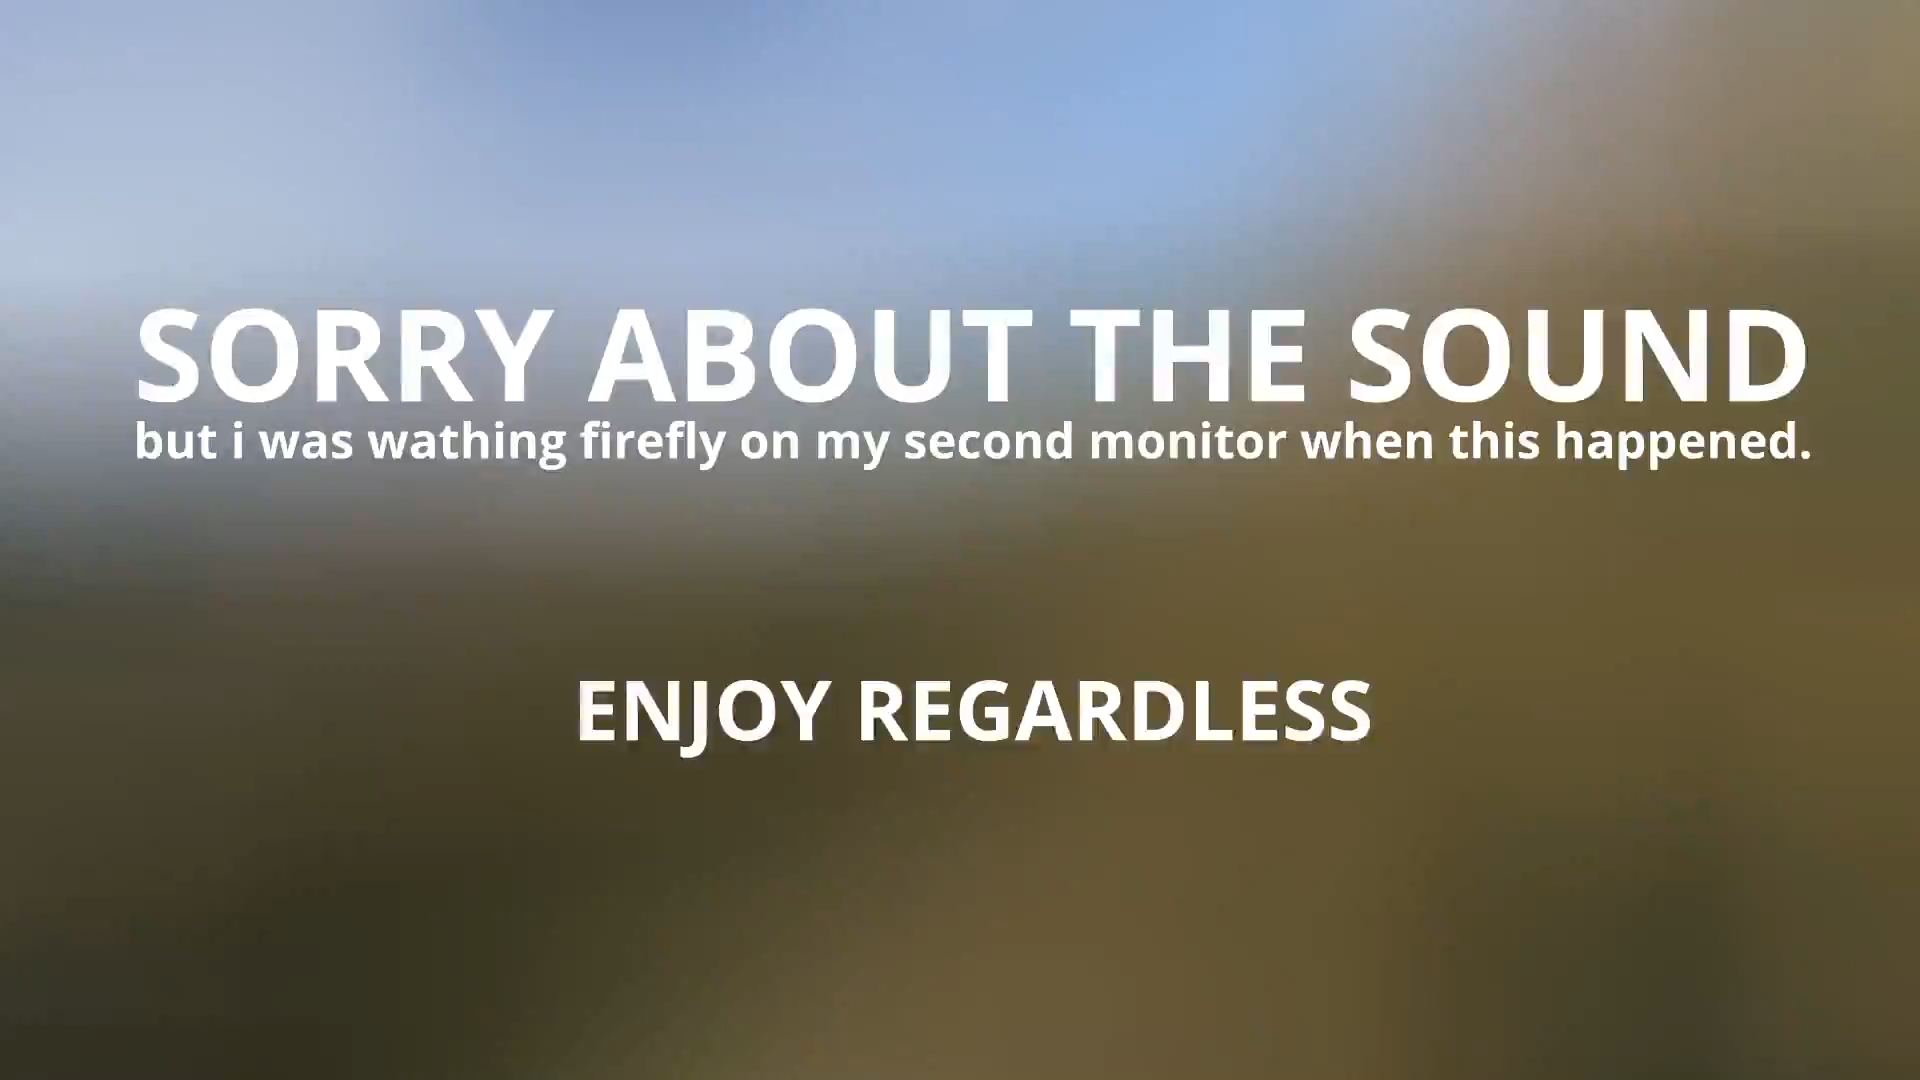 SORRY ABOUT THE SOUND
but i was wathing firefly on my second monitor when this happened.
ENJOY REGARDLESS